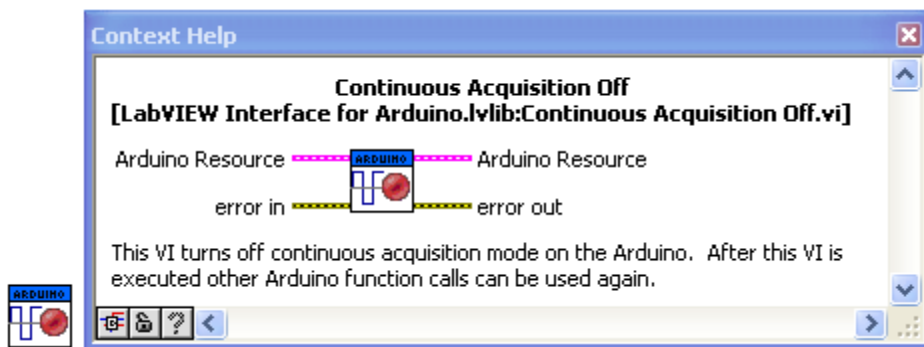 Context Help
Continuous Acquisition Off
[LabVIEW Interface for Arduino.lvlib:Continuous Acquisition Off.vi]
Arduino Resource ARDUINO Arduino Resource
error in error out
This VI turns off continuous acquisition mode on the Arduino. After this VI is
executed other Arduino function calls can be used again.
ARDUINO
?